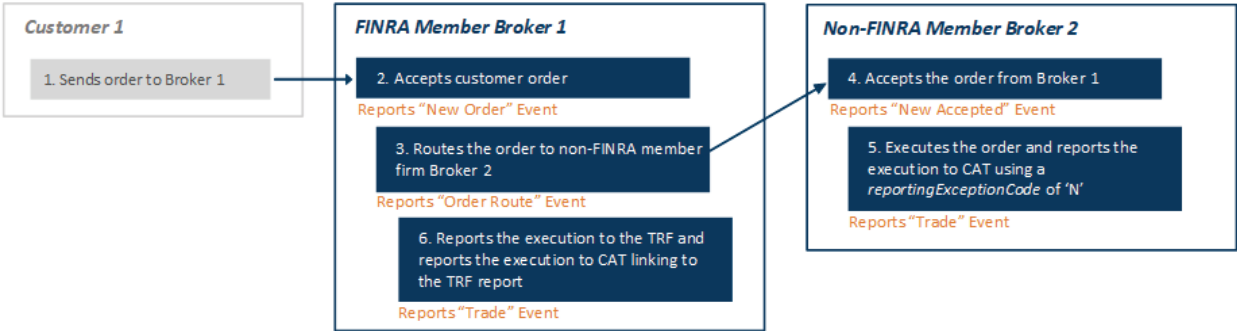 Customer 1
1. Sends order to Broker 1
FINRA Member Broker 1
2. Accepts customer order
Reports "New Order" Event
3. Routes the order to non-FINRA member
firm Broker 2
Reports "Order Route" Event
6. Reports the execution to the TRF and
reports the execution to CAT linking to
the TRF report
Reports "Trade" Event
Non-FINRA Member Broker 2
4. Accepts the order from Broker 1
Reports "New Accepted" Event
5. Executes the order and reports the
execution to CAT using a
reportingExceptionCode of 'N'
Reports "Trade" Event